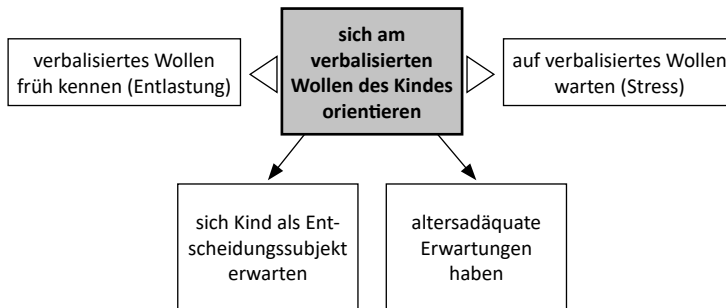 verbalisiertes Wollen
früh kennen (Entlastung)
sich am
verbalisierten
Wollen des Kindes
orientieren
auf verbalisiertes Wollen
warten (Stress)
sich Kind als Ent-
scheidungssubjekt
erwarten
altersadäquate
Erwartungen
haben